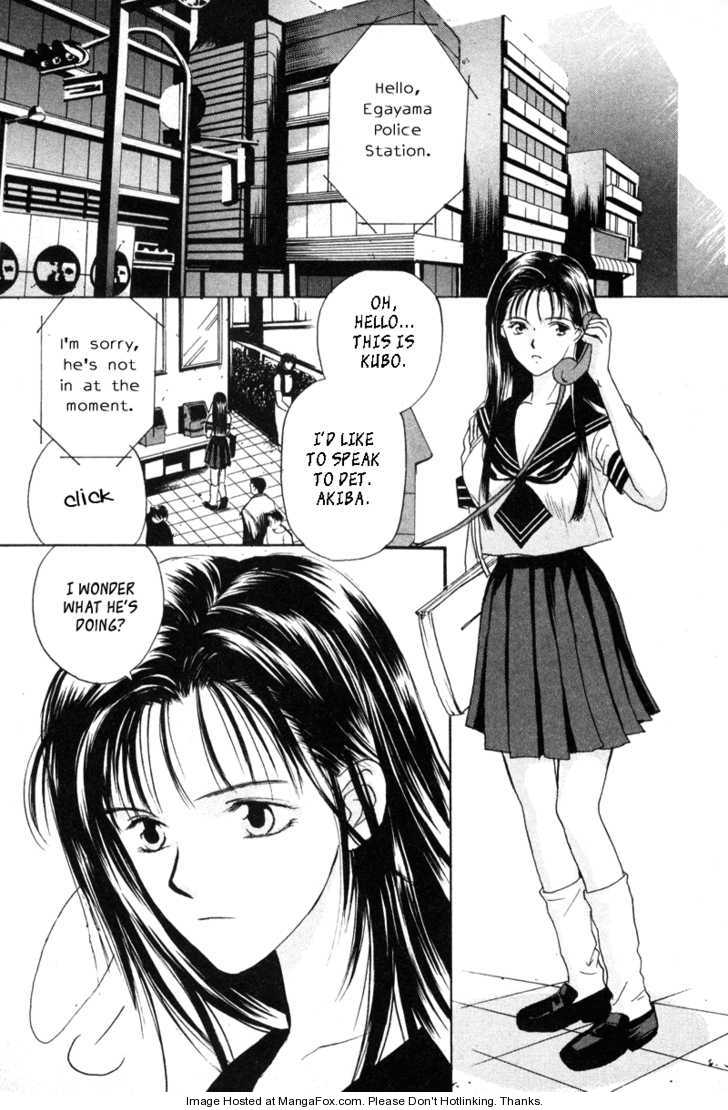 Hello,
Egayama
Police
Station.
OH,
HELLO...
THIS IS
KUBO.
I'D LIKE
TO SPEAK
TO DET.
AKIBA.
I'm sorry,
he's not
in at the
moment.
click
I WONDER
WHAT HE'S
DOING?
Image Hosted at MangaFox.com. Please Don't Hotlinking. Thanks.